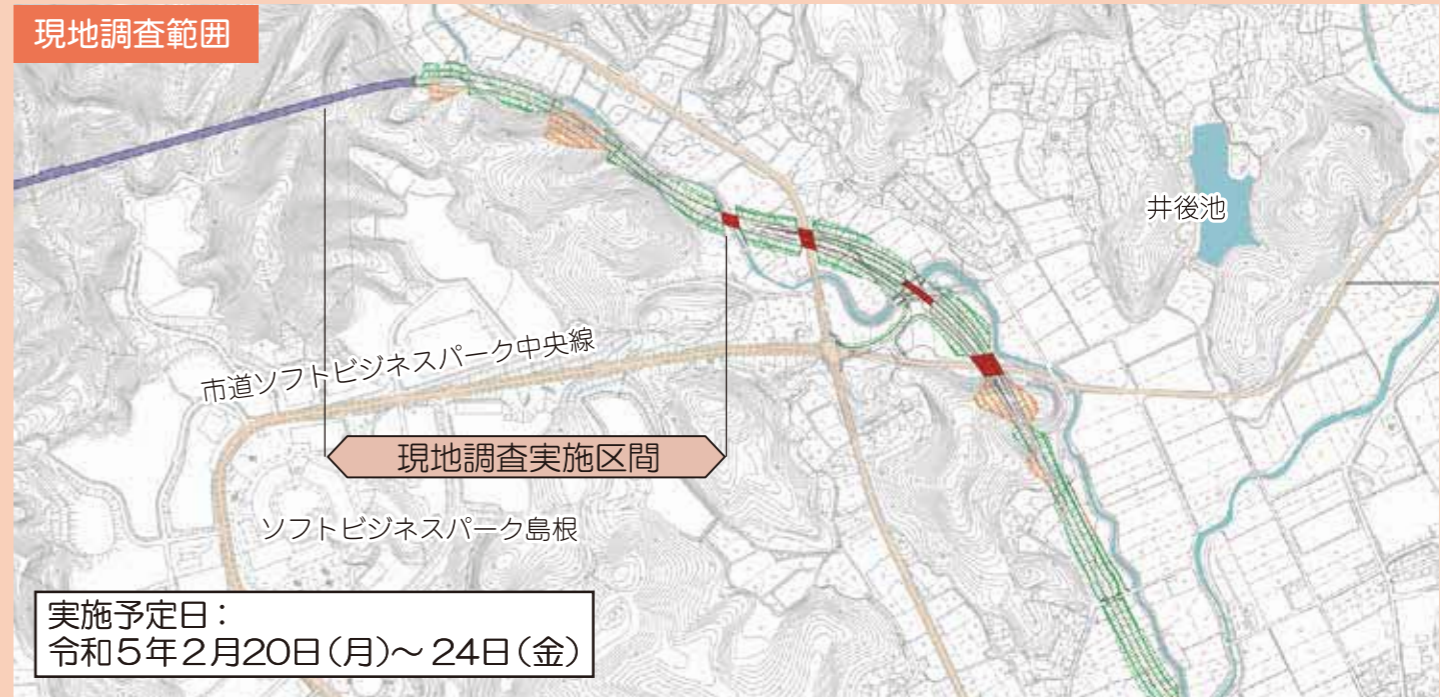 現地調査範囲
井後池
市道ソフトビジネスパーク中央線
現地調査実施区間
ソフトビジネスパーク島根
実施予定日：
令和５年２月20日（月）～24日（金）